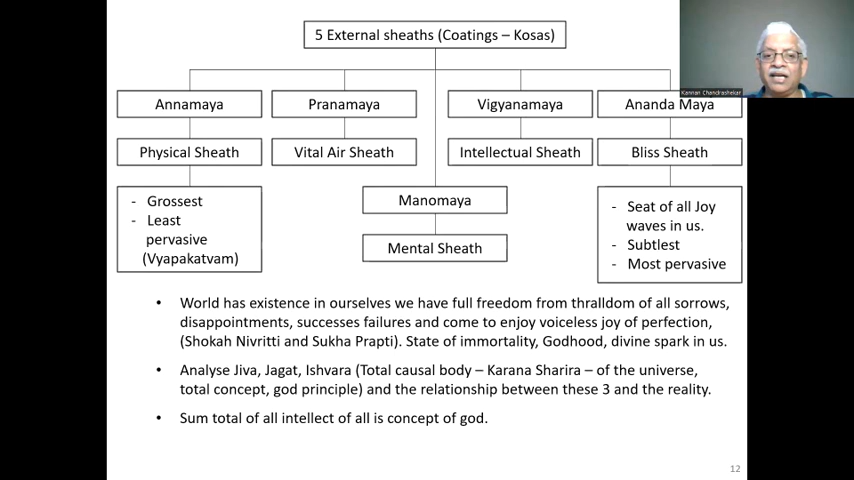 5 External sheaths (Coatings – Kosas)
Annamaya
Pranamaya
Vigyanamaya
Ananda Maya
Kannan Chandrashekar
Physical Sheath
Vital Air Sheath
Intellectual Sheath
Bliss Sheath
- Grossest
- Least
pervasive
(Vyapakatvam)
Manomaya
Mental Sheath
- Seat of all Joy
waves in us.
- Subtlest
- Most pervasive
• World has existence in ourselves we have full freedom from thralldom of all sorrows,
disappointments, successes failures and come to enjoy voiceless joy of perfection,
(Shokah Nivritti and Sukha Prapti). State of immortality, Godhood, divine spark in us.
• Analyse Jiva, Jagat, Ishvara (Total causal body – Karana Sharira – of the universe,
total concept, god principle) and the relationship between these 3 and the reality.
• Sum total of all intellect of all is concept of god.
12